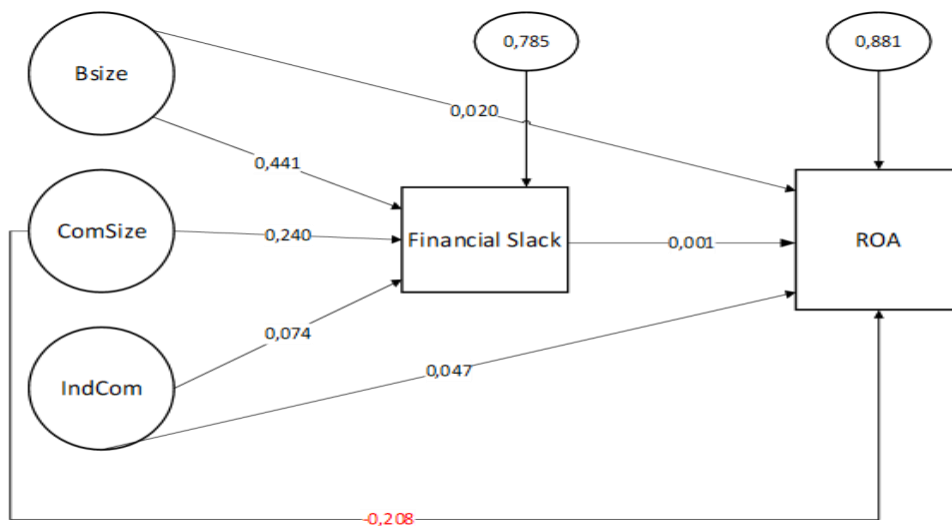 0,785
0,881
Bsize
0,020
0,441
ComSize
0,240
Financial Slack
0,001
ROA
0,074
IndCom
0,047
-0,208